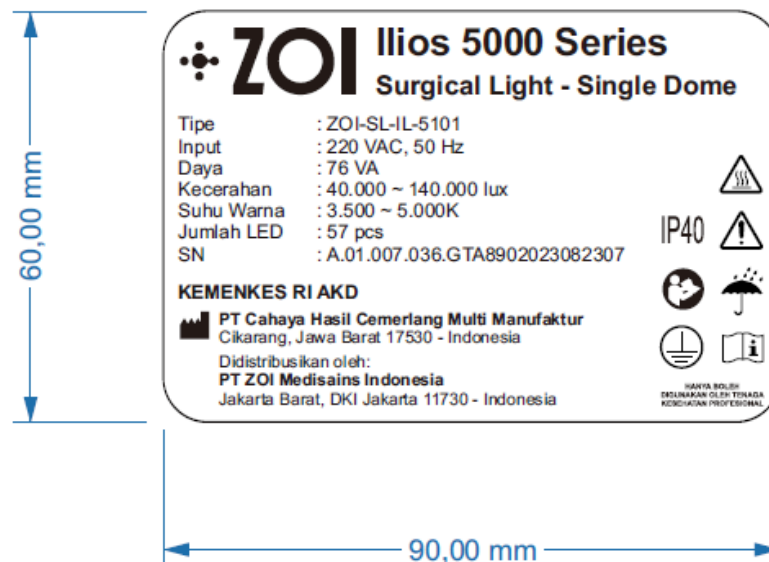 ZOI
Ilios 5000 Series
Surgical Light - Single Dome
Tipe : ZOI-SL-IL-5101
Input : 220 VAC, 50 Hz
Daya : 76 VA
Kecerahan : 40.000 ~ 140.000 lux
Suhu Warna : 3.500 ~ 5.000K
Jumlah LED : 57 pcs
SN : A.01.007.036.GTA8902023082307
IP40
KEMENKES RI AKD
PT Cahaya Hasil Cemerlang Multi Manufaktur
Cikarang, Jawa Barat 17530 - Indonesia
Didistribusikan oleh:
PT ZOI Medisains Indonesia
Jakarta Barat, DKI Jakarta 11730 - Indonesia
HANYA BOLEH
DIGUNAKAN OLEH TENAGA
KESEHATAN PROFESIONAL
60,00 mm
90,00 mm